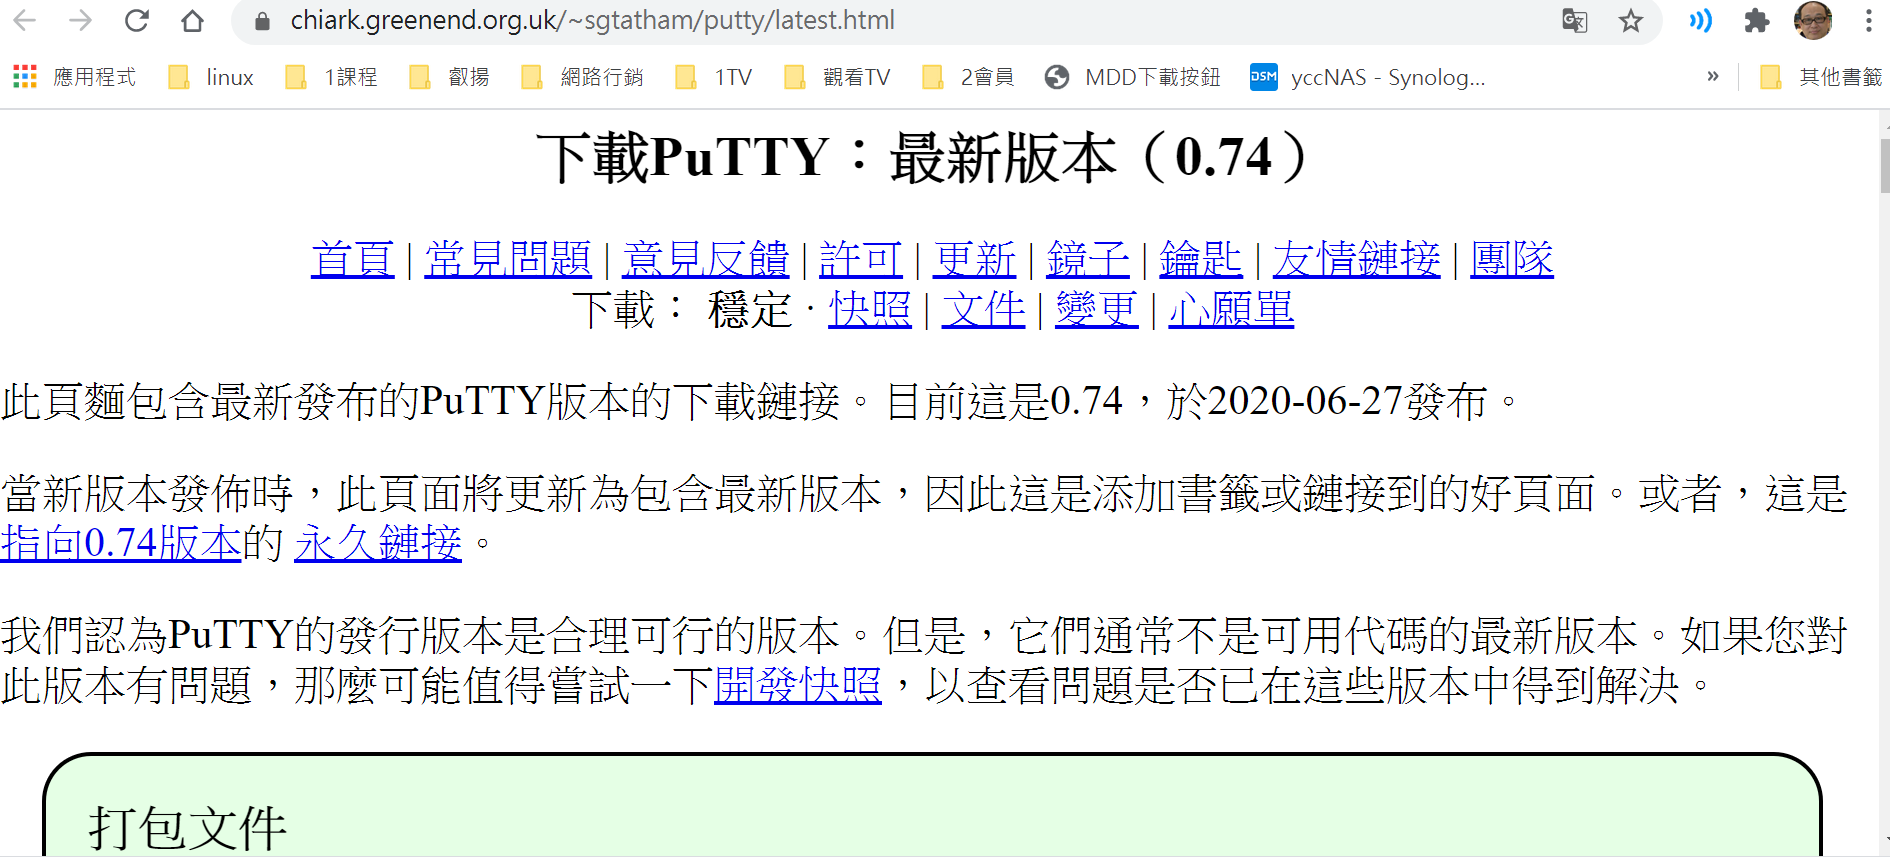 chiark.greenend.org.uk/~sgtatham/putty/latest.html
應用程式 linux 1課程 叡揚 網路行銷 1TV 觀看TV 2會員 MDD下載按鈕 DSM yccNAS - Synolog... » 其他書籤
下載PuTTY：最新版本（0.74）
首頁 | 常見問題 | 意見反饋 | 許可 | 更新 | 鏡子 | 鑰匙 | 友情鏈接 | 團隊
下載： 穩定 · 快照 | 文件 | 變更 | 心願單
此頁麵包含最新發布的PuTTY版本的下載鏈接。目前這是0.74，於2020-06-27發布。
當新版本發佈時，此頁面將更新為包含最新版本，因此這是添加書籤或鏈接到的好頁面。或者，這是
指向0.74版本的 永久鏈接。
我們認為PuTTY的發行版本是合理可行的版本。但是，它們通常不是可用代碼的最新版本。如果您對
此版本有問題，那麼可能值得嘗試一下開發快照，以查看問題是否已在這些版本中得到解決。
打包文件